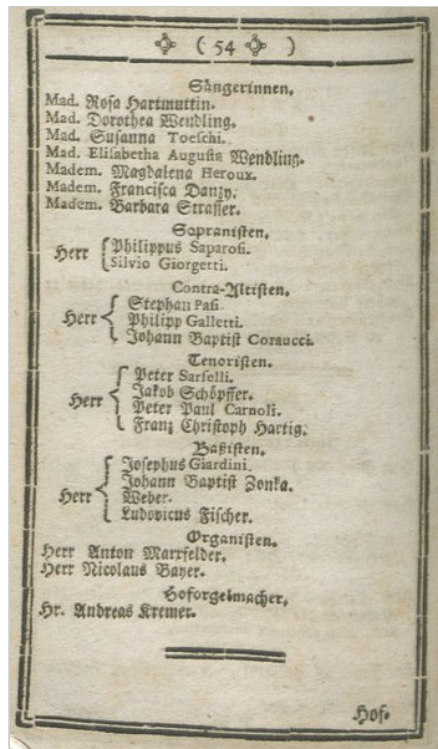 ( 54 )
Sängerinnen.
Mad. Rosa Hartmuttin.
Mad. Dorothea Wendling.
Mad. Susanna Toeschi.
Mad. Elisabetha Augusta Wendling.
Madem. Magdalena Heroux.
Madem. Francisca Danzy.
Madem. Barbara Strasser.
Sopranisten.
Herr Philippus Saparosi.
Silvio Giorgetti.
Contra-Altisten.
Stephan Pasi
Herr Philipp Galletti.
Johann Baptist Coraucci.
Tenoristen.
Peter Sarselli.
Jakob Schöpffer.
Herr Peter Paul Carnoli.
Franz Christoph Hartig.
Baßisten.
Josephus Giardini.
Johann Baptist Zonka.
Herr Weber.
Ludovicus Fischer.
Organisten.
Herr Anton Marxfelder.
Herr Nicolaus Bayer.
Hoforgelmacher.
Hr. Andreas Kremer.
Hof-